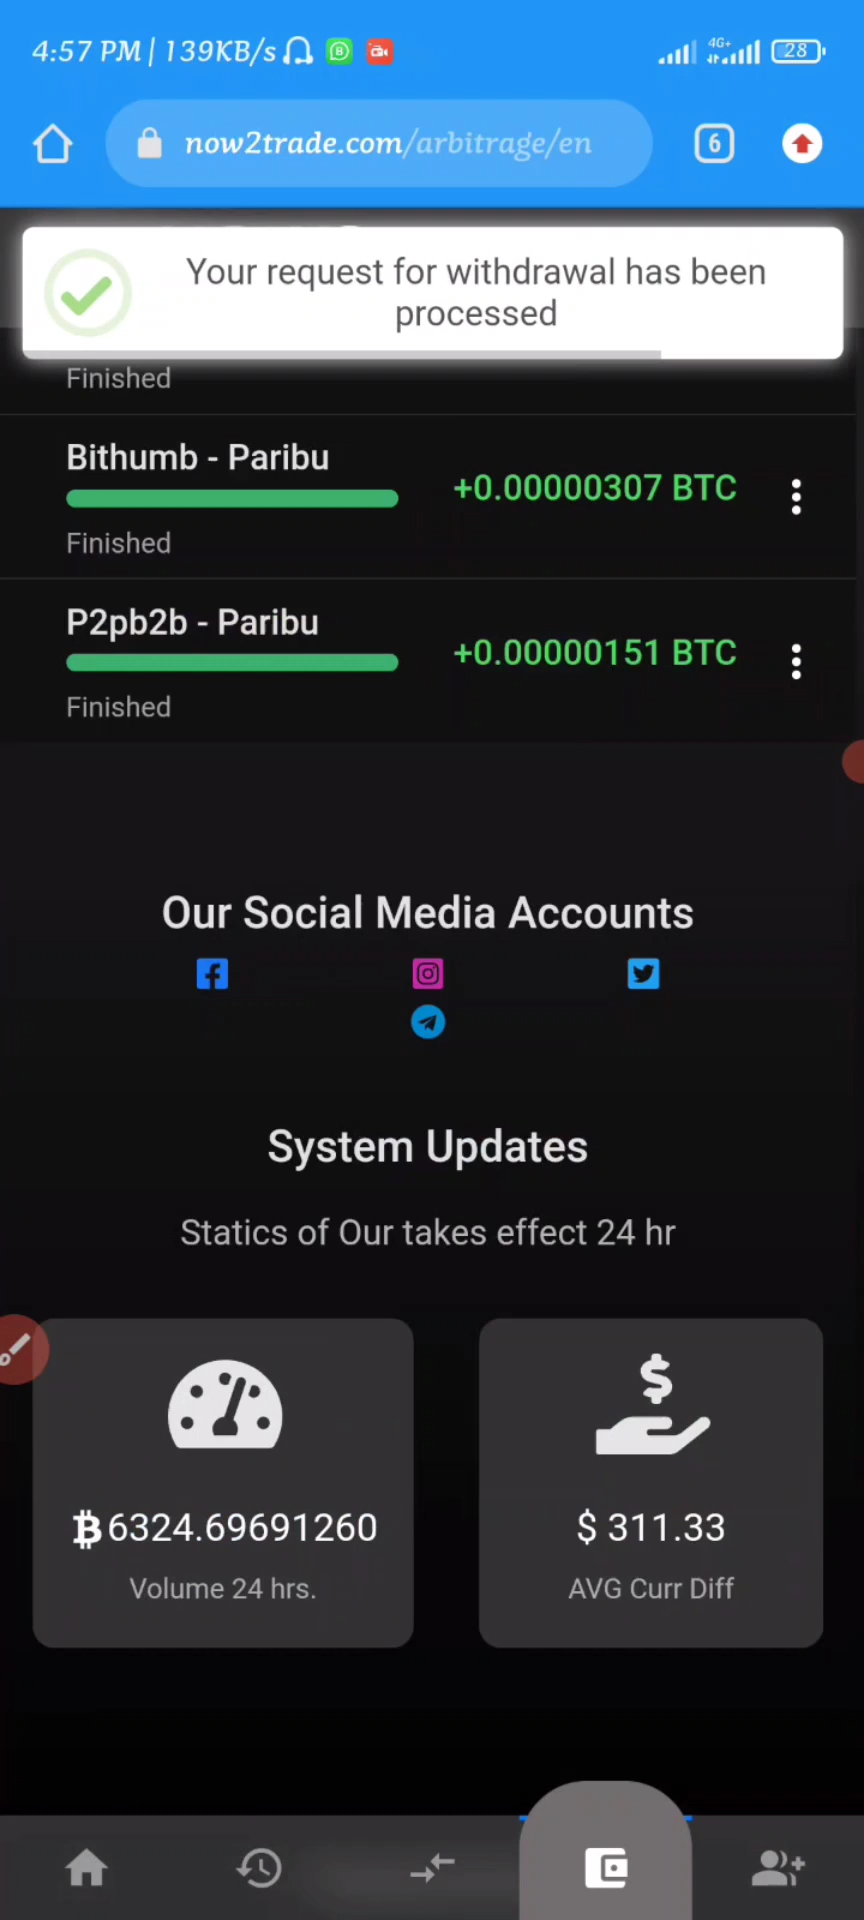 4:57 PM | 139KB/s
4G+
28
now2trade.com/arbitrage/en
6
Your request for withdrawal has been
processed
Finished
Bithumb - Paribu
+0.00000307 BTC
Finished
P2pb2b - Paribu
+0.00000151 BTC
Finished
Our Social Media Accounts
System Updates
Statics of Our takes effect 24 hr
₿6324.69691260
Volume 24 hrs.
$ 311.33
AVG Curr Diff